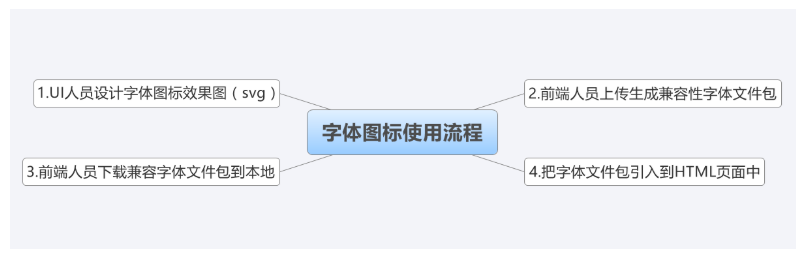 1.UI人员设计字体图标效果图（svg）
2.前端人员上传生成兼容性字体文件包
字体图标使用流程
3.前端人员下载兼容字体文件包到本地
4.把字体文件包引入到HTML页面中